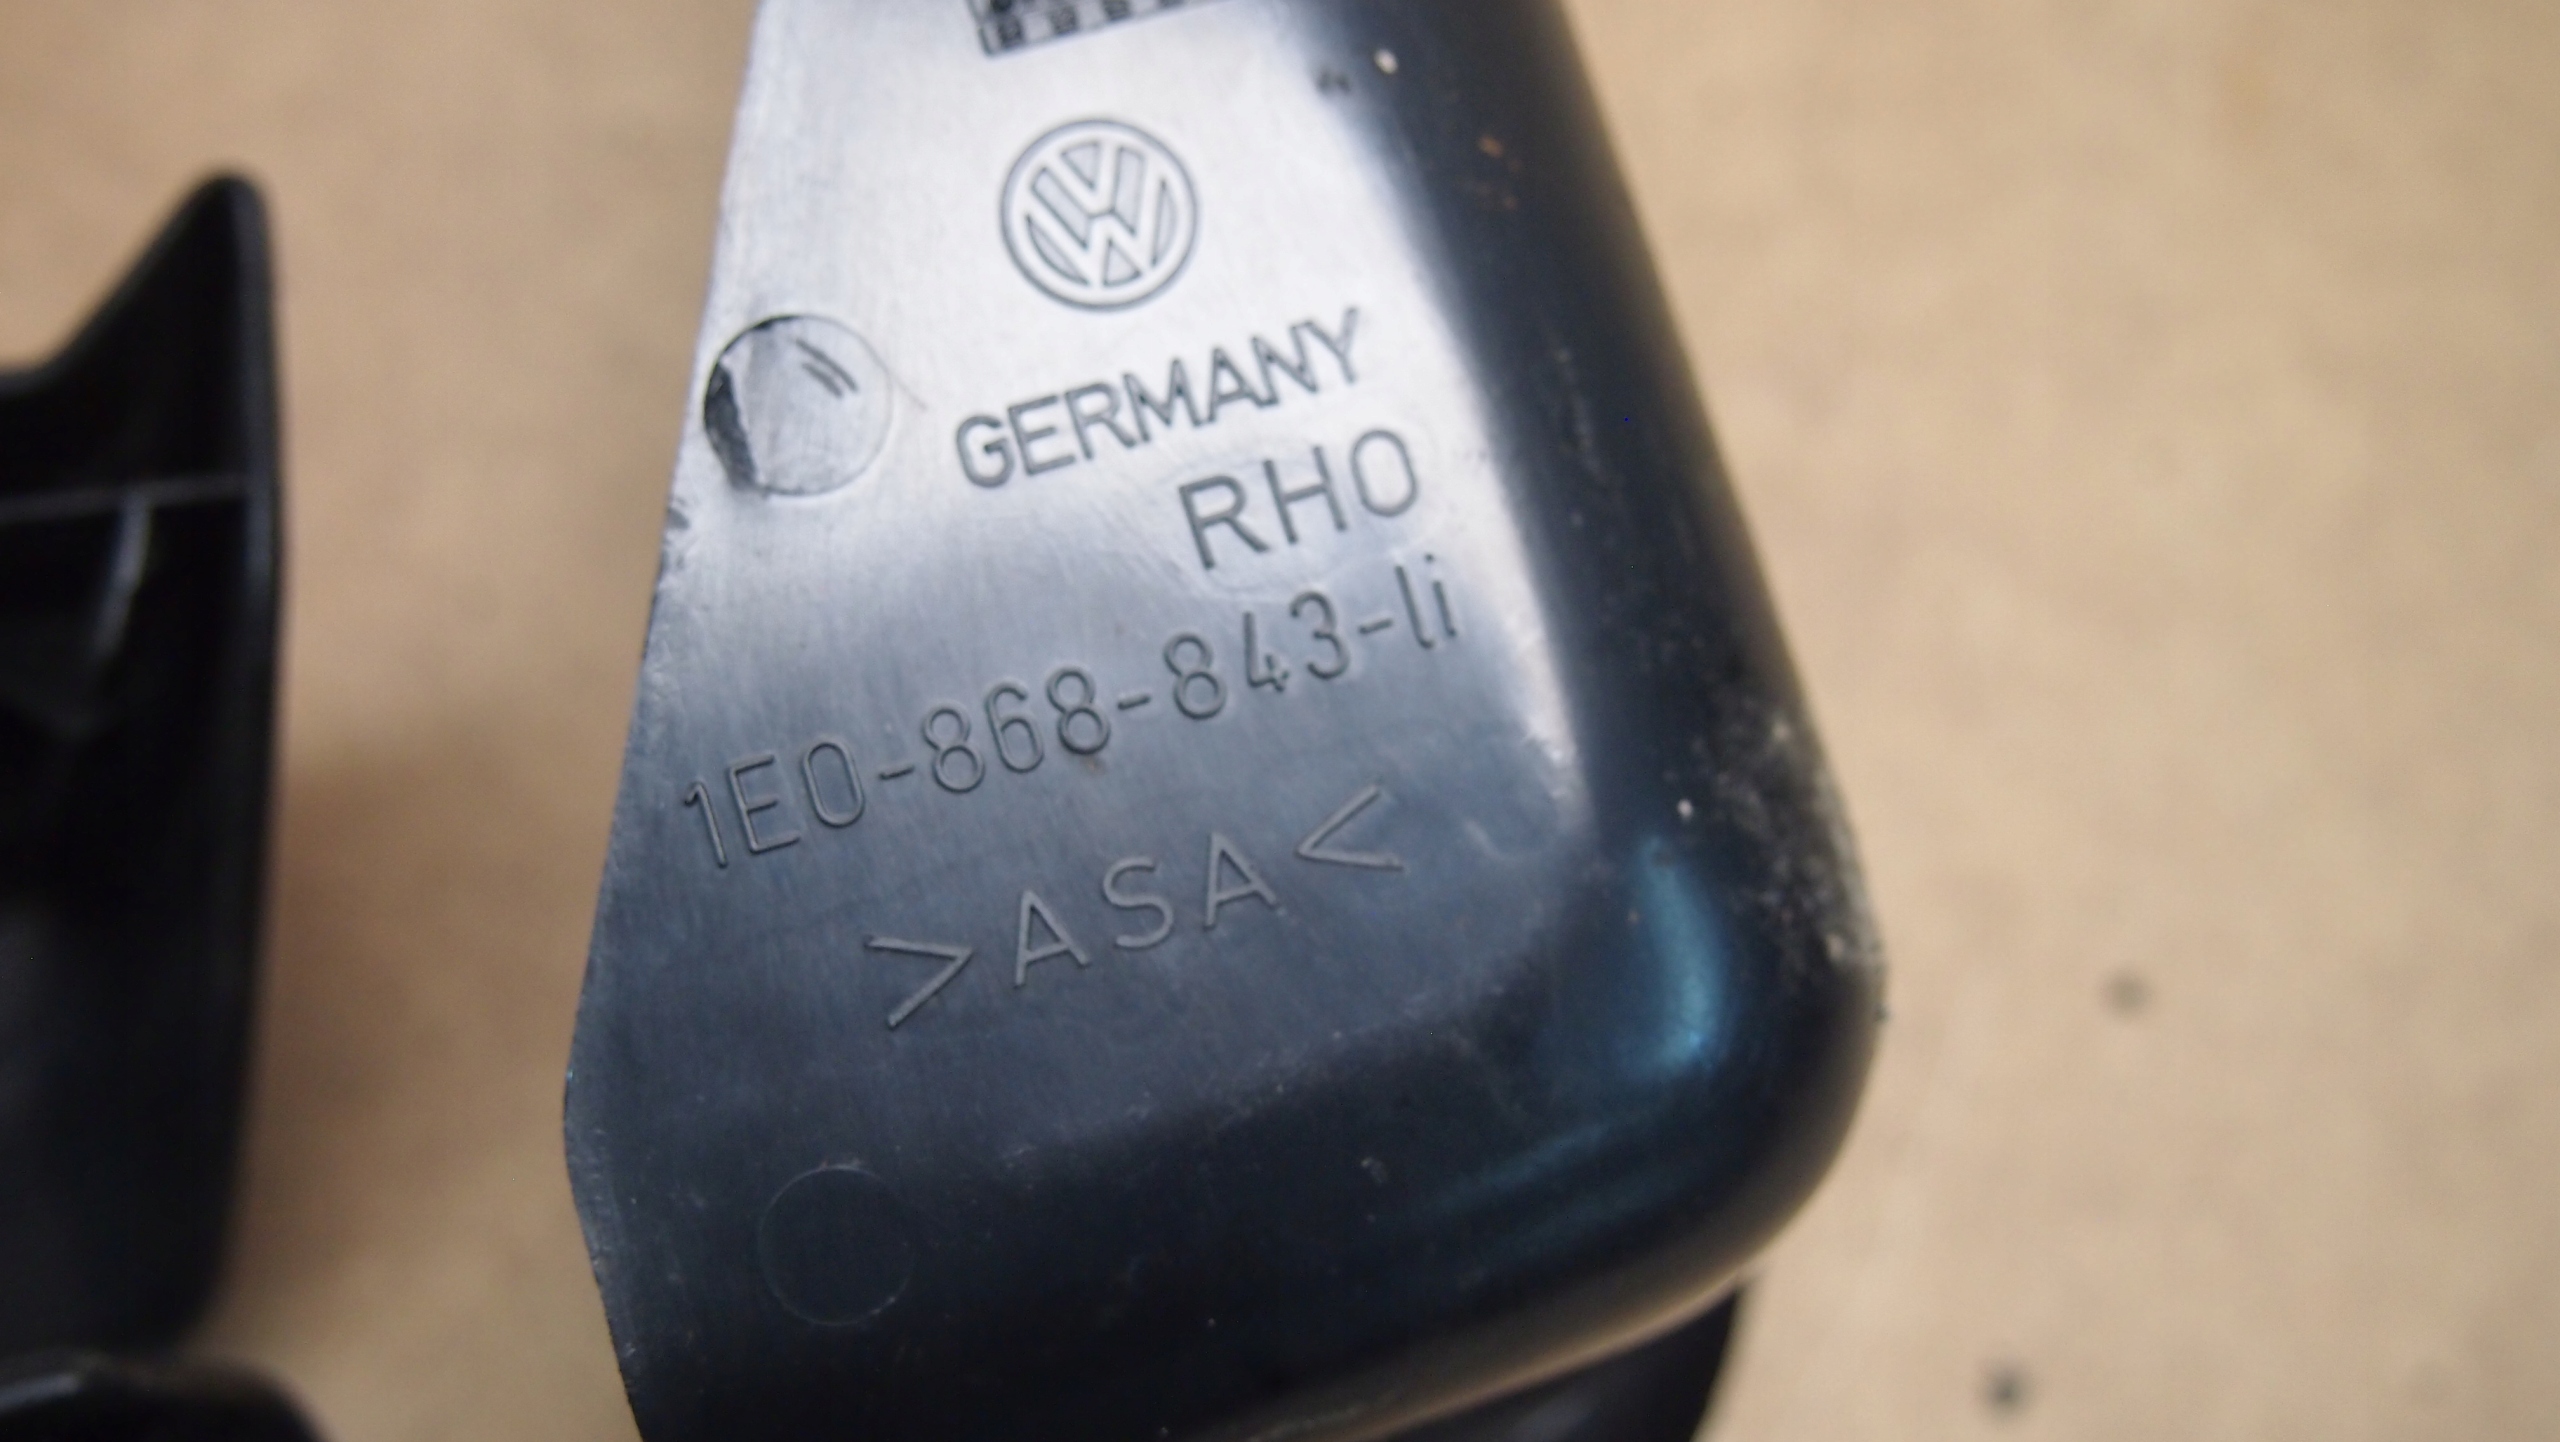 GERMANY
RHO
1E0-868-843-li
>ASA<